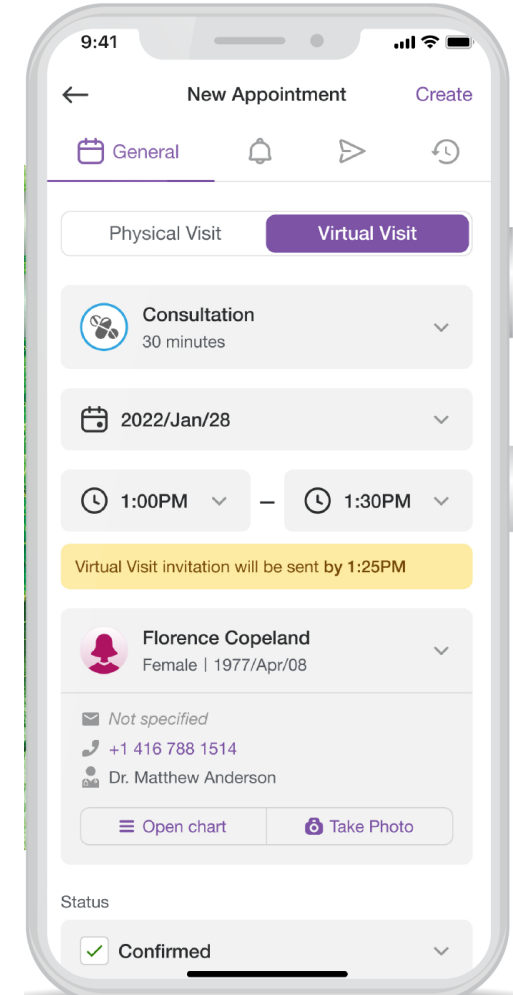 9:41
New Appointment
Create
General
Physical Visit
Virtual Visit
Consultation
30 minutes
2022/Jan/28
1:00PM – 1:30PM
Virtual Visit invitation will be sent by 1:25PM
Florence Copeland
Female | 1977/Apr/08
Not specified
+1 416 788 1514
Dr. Matthew Anderson
Open chart
Take Photo
Status
Confirmed